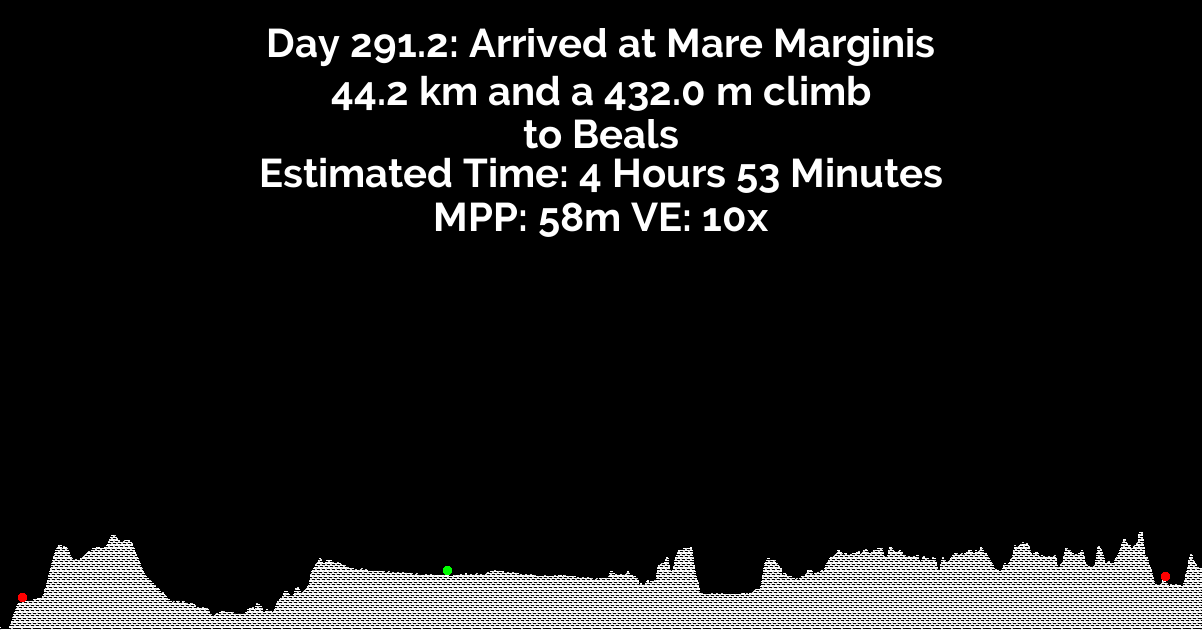 Day 291.2: Arrived at Mare Marginis
44.2 km and a 432.0 m climb
to Beals
Estimated Time: 4 Hours 53 Minutes
MPP: 58m VE: 10x